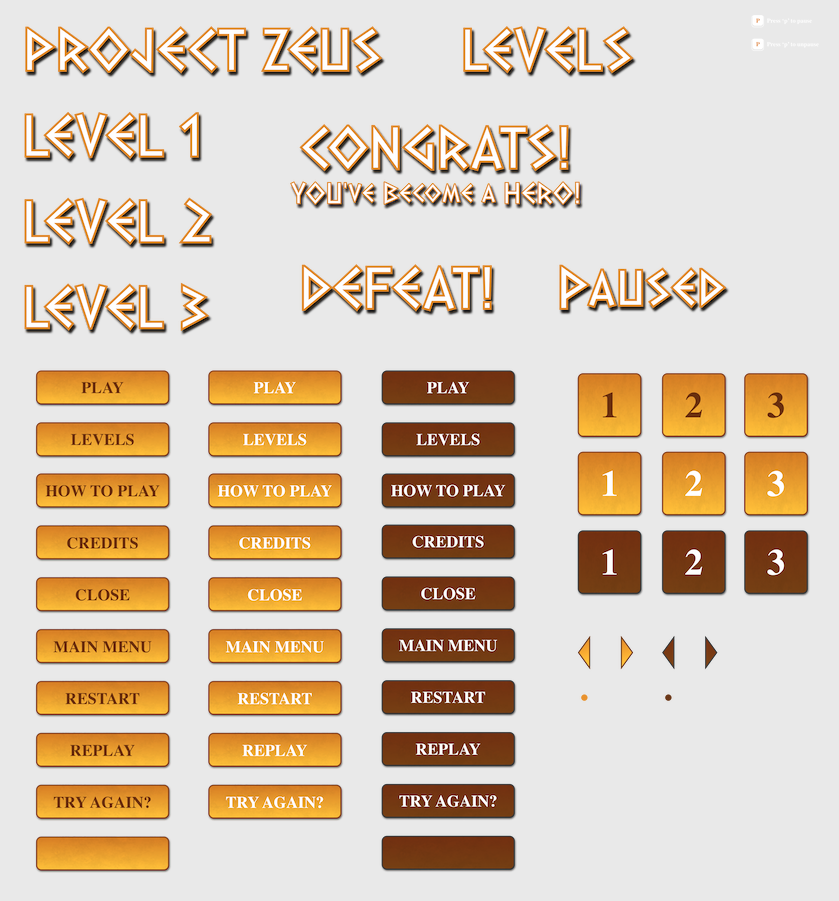 PROJECT ZEUS
LEVELS
LEVEL 1
CONGRATS!
YOU'VE BECOME A HERO!
LEVEL 2
DEFEAT!
PAUSED
LEVEL 3
PLAY PLAY PLAY
LEVELS LEVELS LEVELS
HOW TO PLAY HOW TO PLAY HOW TO PLAY
CREDITS CREDITS CREDITS
CLOSE CLOSE CLOSE
MAIN MENU MAIN MENU MAIN MENU
RESTART RESTART RESTART
REPLAY REPLAY REPLAY
TRY AGAIN? TRY AGAIN? TRY AGAIN?
1 2 3
1 2 3
1 2 3
P
P